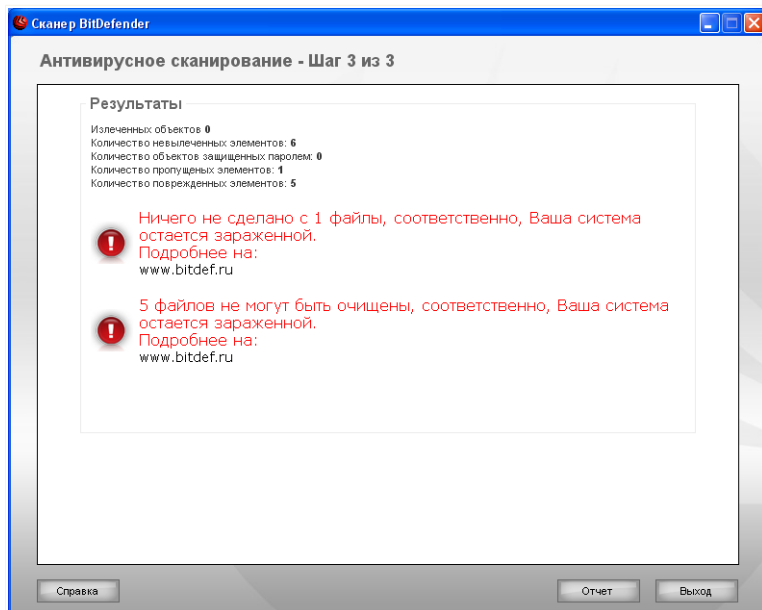 Сканер BitDefender
Антивирусное сканирование - Шаг 3 из 3
Результаты
Излеченных объектов 0
Количество невылеченных элементов: 6
Количество объектов защищенных паролем: 0
Количество пропущеных элементов: 1
Количество поврежденных элементов: 5
Ничего не сделано с 1 файлы, соответственно, Ваша система
остается зараженной.
Подробнее на:
www.bitdef.ru
5 файлов не могут быть очищены, соответственно, Ваша система
остается зараженной.
Подробнее на:
www.bitdef.ru
Справка
Отчет
Выход